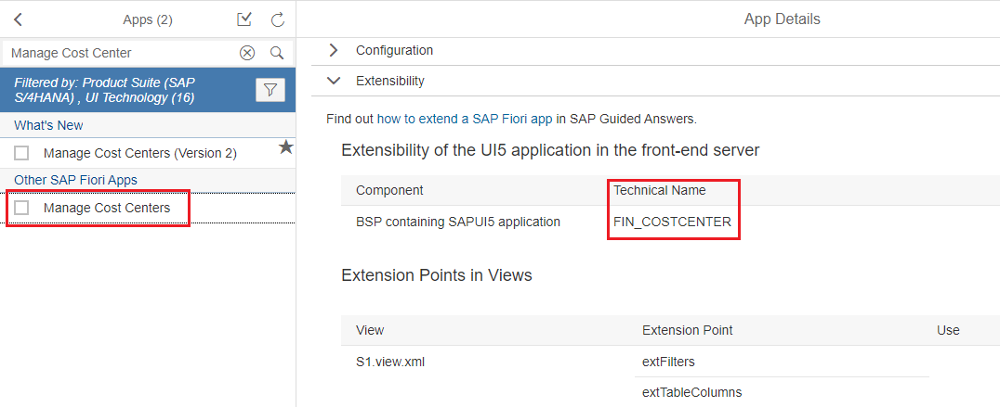 Apps (2)
Manage Cost Center
Filtered by: Product Suite (SAP
S/4HANA) , UI Technology (16)
What's New
Manage Cost Centers (Version 2)
Other SAP Fiori Apps
Manage Cost Centers
App Details
Configuration
Extensibility
Find out how to extend a SAP Fiori app in SAP Guided Answers.
Extensibility of the UI5 application in the front-end server
Component Technical Name
BSP containing SAPUI5 application FIN_COSTCENTER
Extension Points in Views
View Extension Point Use
S1.view.xml extFilters
extTableColumns